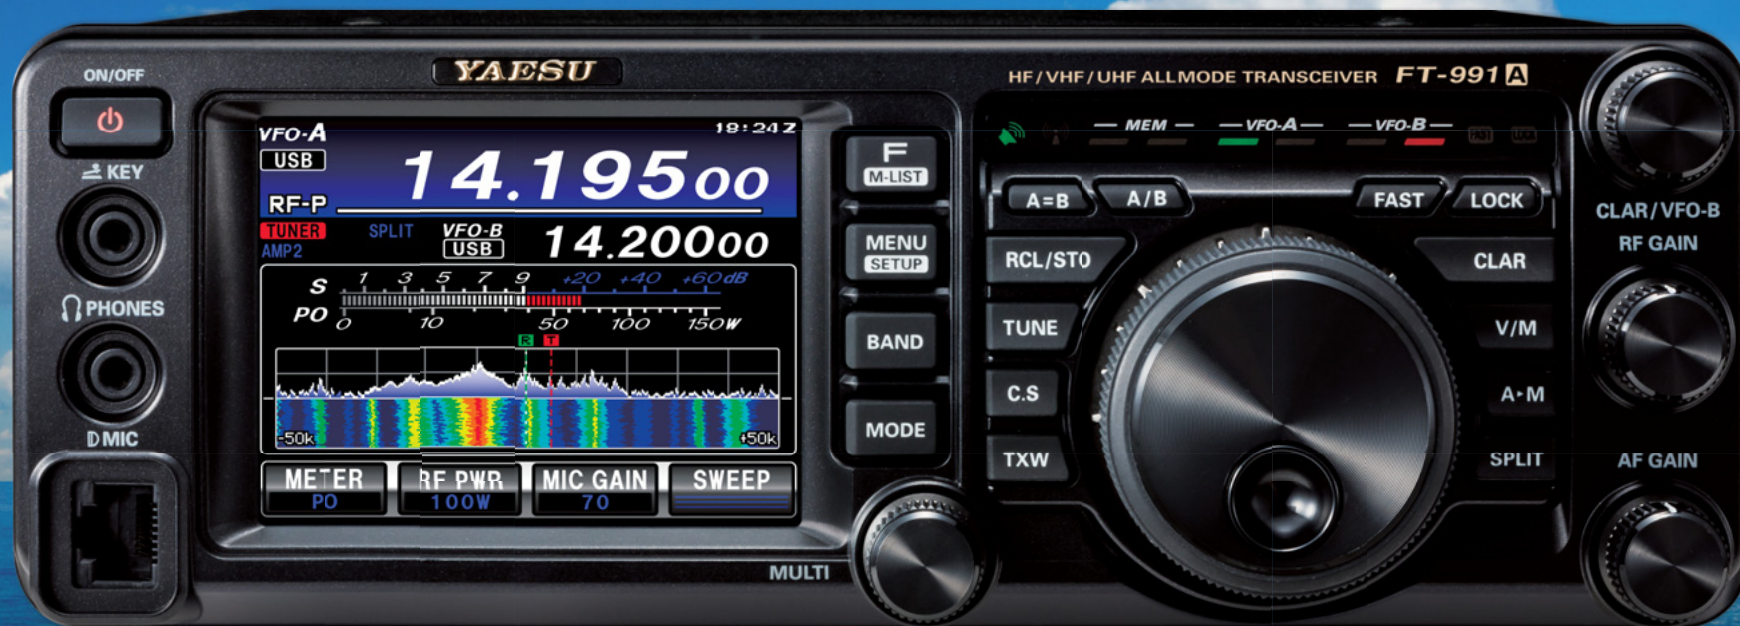 ON/OFF
YAESU
HF/VHF/UHF ALLMODE TRANSCEIVER FT-991A
KEY
PHONES
MIC
VFO-A
18:24Z
USB
14.19500
RF-P
TUNER
SPLIT
VFO-B
AMP2
USB
14.20000
S 1 3 5 7 9 +20 +40 +60dB
PO 0 10 50 100 150W
R T
-50k
+50k
METER
PO
RF PWR
100W
MIC GAIN
70
SWEEP
F
M-LIST
MENU
SETUP
BAND
MODE
MULTI
MEM
VFO-A
VFO-B
FAST
LOCK
A=B
A/B
FAST
LOCK
RCL/STO
CLAR
TUNE
V/M
C.S
A▸M
TXW
SPLIT
CLAR/VFO-B
RF GAIN
AF GAIN